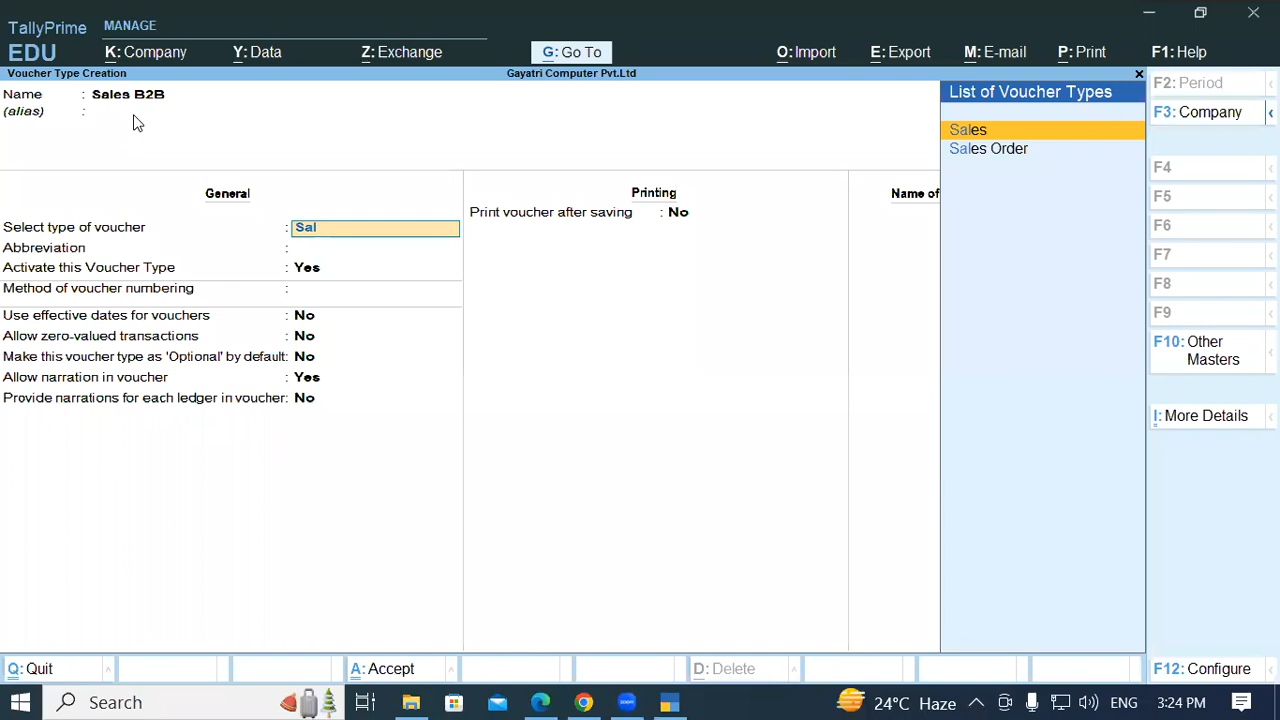 TallyPrime MANAGE
EDU K: Company Y: Data Z: Exchange G: Go To O: Import E: Export M: E-mail P: Print F1: Help
Voucher Type Creation Gayatri Computer Pvt.Ltd
Name : Sales B2B
(alias) :
General
Select type of voucher : Sal
Abbreviation :
Activate this Voucher Type : Yes
Method of voucher numbering :
Use effective dates for vouchers : No
Allow zero-valued transactions : No
Make this voucher type as 'Optional' by default: No
Allow narration in voucher : Yes
Provide narrations for each ledger in voucher: No
Printing
Print voucher after saving : No
Name of
List of Voucher Types
Sales
Sales Order
F2: Period
F3: Company
F4
F5
F6
F7
F8
F9
F10: Other
Masters
I: More Details
Q: Quit A: Accept D: Delete F12: Configure
Search zoom 24°C Haze ENG 3:24 PM